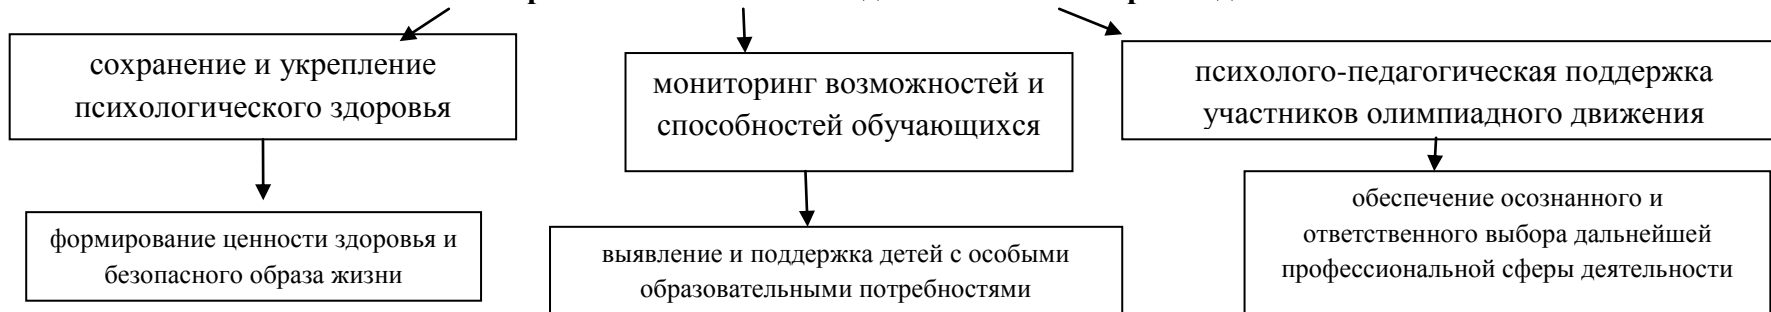 сохранение и укрепление
психологического здоровья
мониторинг возможностей и
способностей обучающихся
психолого-педагогическая поддержка
участников олимпиадного движения
формирование ценности здоровья и
безопасного образа жизни
выявление и поддержка детей с особыми
образовательными потребностями
обеспечение осознанного и
ответственного выбора дальнейшей
профессиональной сферы деятельности